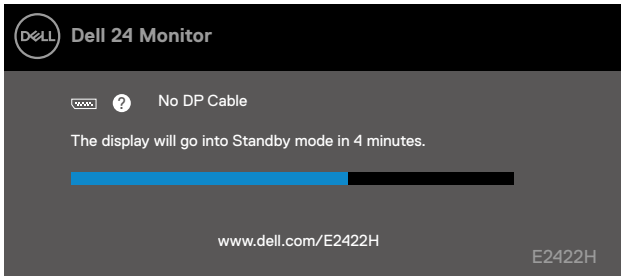 DELL Dell 24 Monitor
? No DP Cable
The display will go into Standby mode in 4 minutes.
www.dell.com/E2422H
E2422H